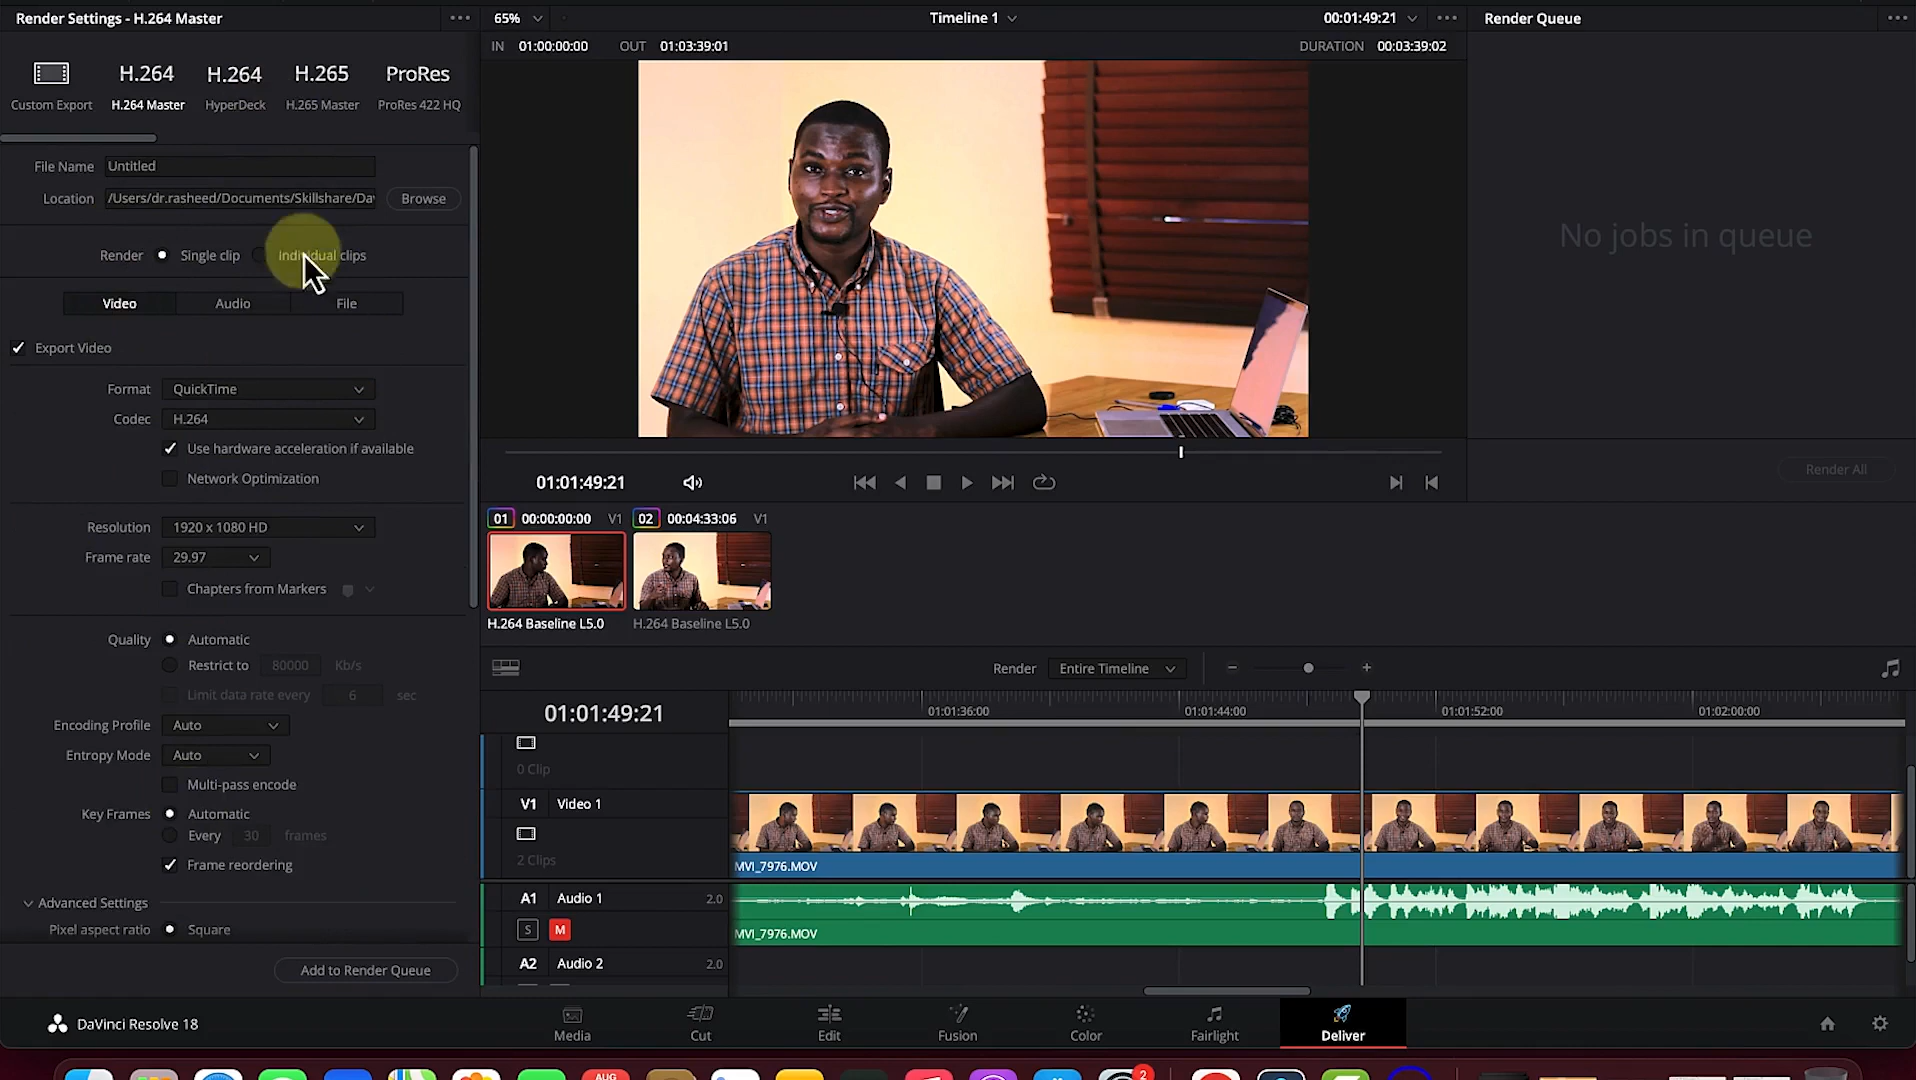 Render Settings - H.264 Master
65%
Timeline 1
00:01:49:21
Render Queue
IN 01:00:00:00 OUT 01:03:39:01
DURATION 00:03:39:02
H.264 H.264 H.265 ProRes
Custom Export H.264 Master HyperDeck H.265 Master ProRes 422 HQ
File Name Untitled
Location /Users/dr.rasheed/Documents/Skillshare/Da Browse
Render Single clip Individual clips
Video Audio File
Export Video
Format QuickTime
Codec H.264
Use hardware acceleration if available
Network Optimization
Resolution 1920 x 1080 HD
Frame rate 29.97
Chapters from Markers
Quality Automatic
Restrict to 80000 Kb/s
Limit data rate every 6 sec
Encoding Profile Auto
Entropy Mode Auto
Multi-pass encode
Key Frames Automatic
Every 30 frames
Frame reordering
Advanced Settings
Pixel aspect ratio Square
Add to Render Queue
No jobs in queue
Render All
01:01:49:21
01 00:00:00:00 V1 02 00:04:33:06 V1
H.264 Baseline L5.0 H.264 Baseline L5.0
Render Entire Timeline
01:01:49:21
01:01:36:00 01:01:44:00 01:01:52:00 01:02:00:00
0 Clip
V1 Video 1
2 Clips
MVI_7976.MOV
A1 Audio 1 2.0
S M
MVI_7976.MOV
A2 Audio 2 2.0
DaVinci Resolve 18
Media Cut Edit Fusion Color Fairlight Deliver
AUG
2